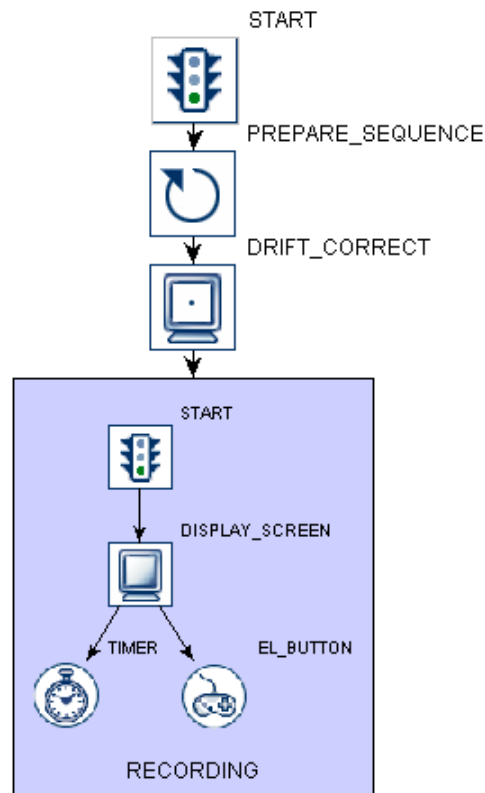 START
PREPARE_SEQUENCE
DRIFT_CORRECT
START
DISPLAY_SCREEN
TIMER
EL_BUTTON
RECORDING